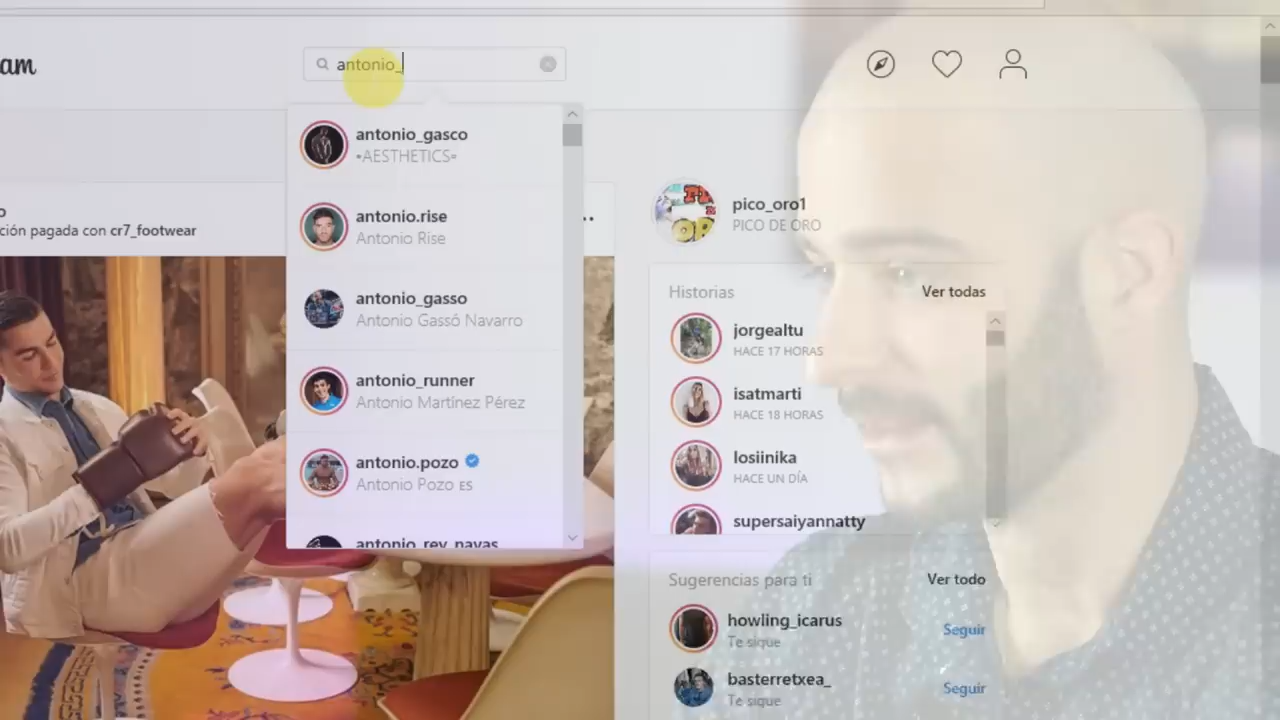 am
antonio_
antonio_gasco
•AESTHETICS•
antonio.rise
Antonio Rise
antonio_gasso
Antonio Gassó Navarro
antonio_runner
Antonio Martínez Pérez
antonio.pozo
Antonio Pozo ES
antonio_rey_navas
o
ción pagada con cr7_footwear
pico_oro1
PICO DE ORO
Historias Ver todas
jorgealtu
HACE 17 HORAS
isatmarti
HACE 18 HORAS
losiinika
HACE UN DÍA
supersaiyannatty
Sugerencias para ti Ver todo
howling_icarus
Te sigue
Seguir
basterretxea_
Te sigue
Seguir